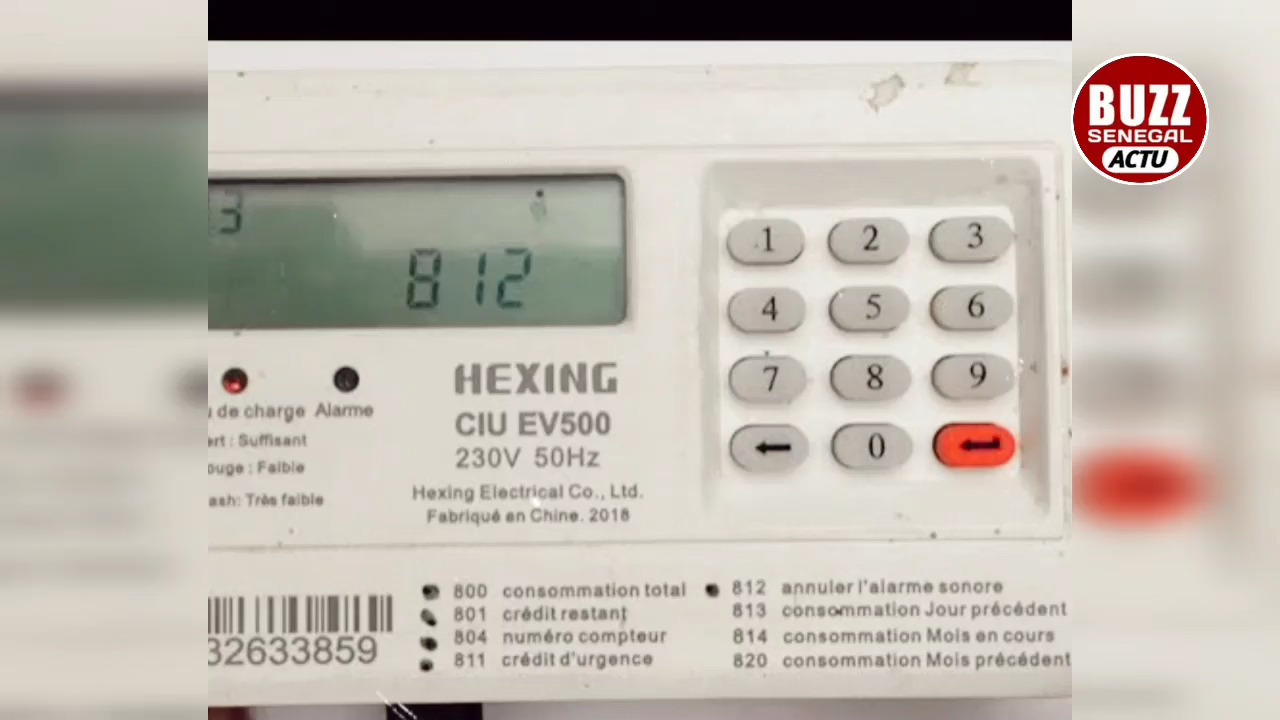 BUZZ
SENEGAL
ACTU
3
812
1 2 3
4 5 6
7 8 9
0
de charge Alarme
ert : Suffisant
ouge : Faible
ash: Très faible
HEXING
CIU EV500
230V 50Hz
Hexing Electrical Co., Ltd.
Fabriqué en Chine. 2018
32633859
800 consommation total
801 crédit restant
804 numéro compteur
811 crédit d'urgence
812 annuler l'alarme sonore
813 consommation Jour précédent
814 consommation Mois en cours
820 consommation Mois précédent